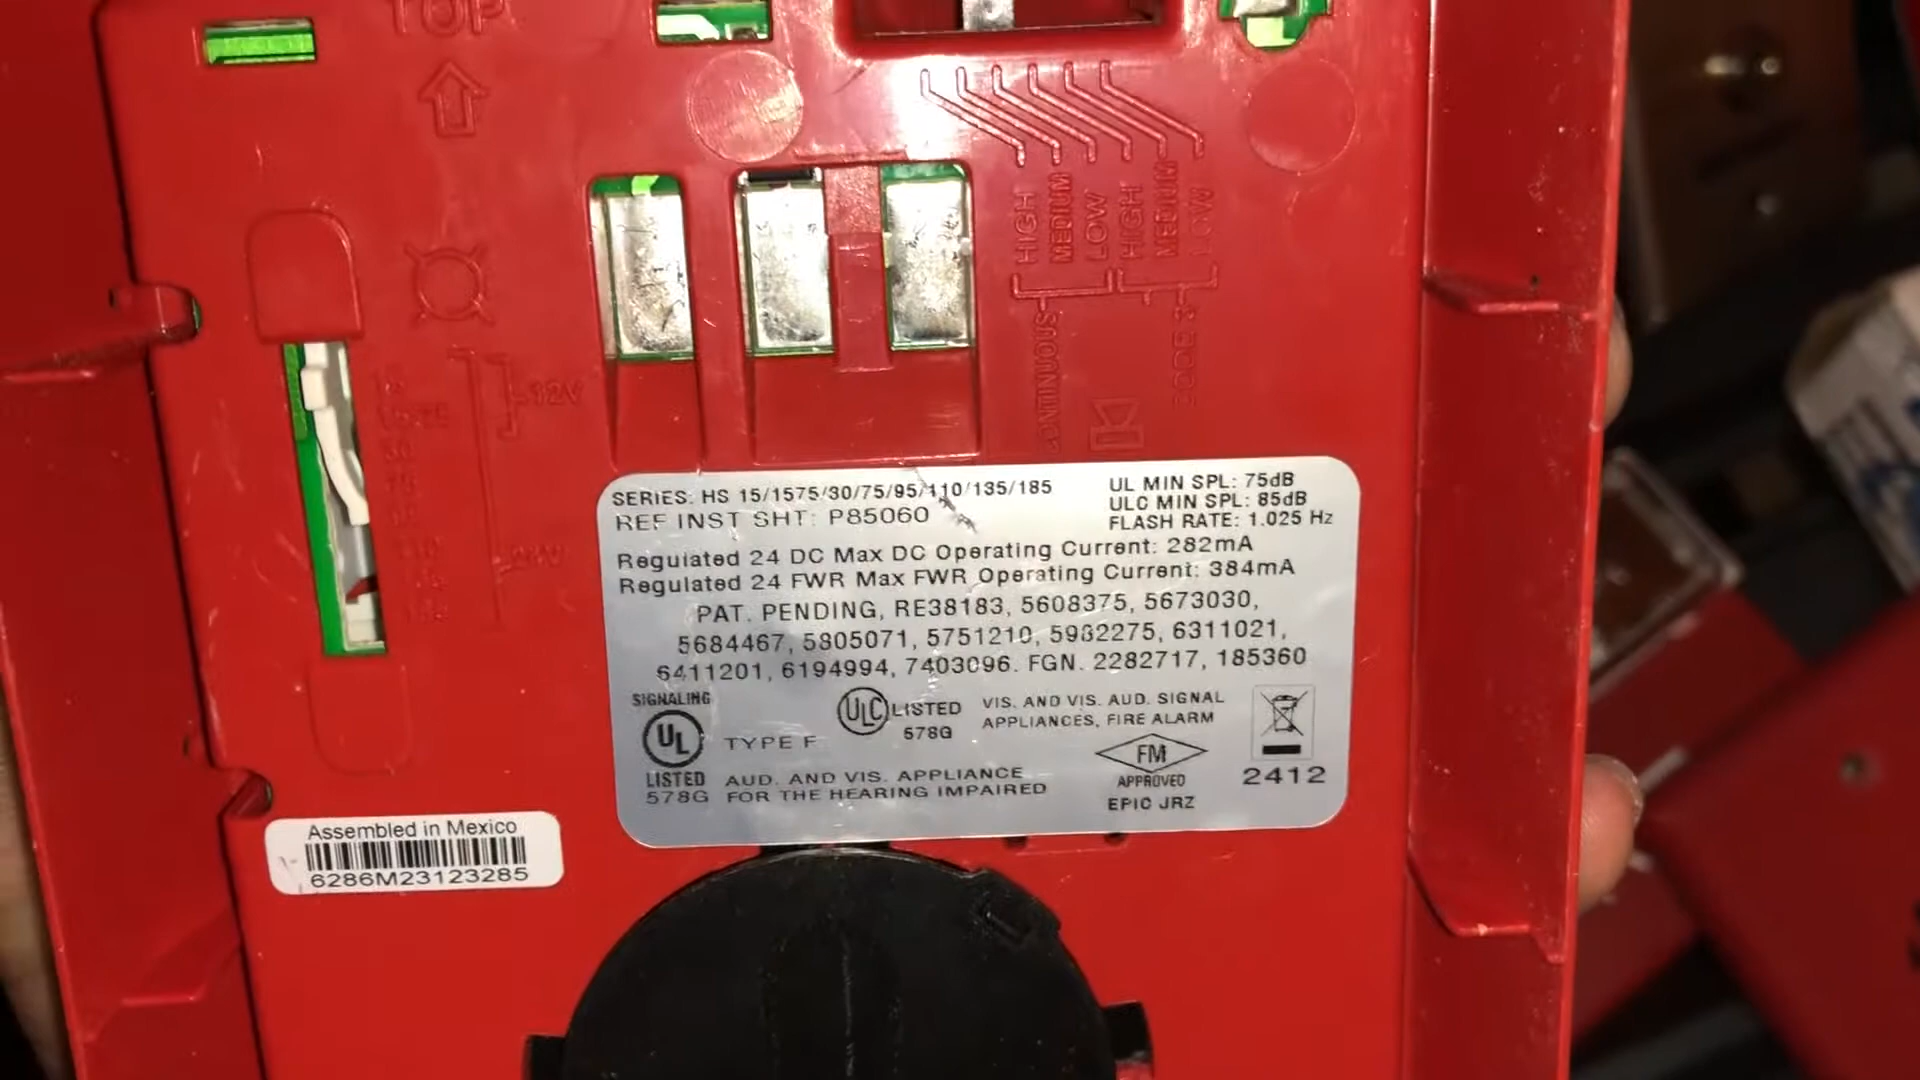 TOP
HIGH
MEDIUM
LOW
HIGH
MEDIUM
LOW
CONTINUOUS
CODE 3
12V
24V
SERIES: HS 15/1575/30/75/95/110/135/185
REF INST SHT: P85060
UL MIN SPL: 75dB
ULC MIN SPL: 85dB
FLASH RATE: 1.025 Hz
Regulated 24 DC Max DC Operating Current: 282mA
Regulated 24 FWR Max FWR Operating Current: 384mA
PAT. PENDING, RE38183, 5608375, 5673030,
5684467, 5805071, 5751210, 5982275, 6311021,
6411201, 6194994, 7403096. FGN. 2282717, 185360
SIGNALING
UL
LISTED
578G
TYPE F
AUD. AND VIS. APPLIANCE
FOR THE HEARING IMPAIRED
ULC LISTED
578G
VIS. AND VIS. AUD. SIGNAL
APPLIANCES, FIRE ALARM
FM
APPROVED
EPIC JRZ
2412
Assembled in Mexico
6286M23123285